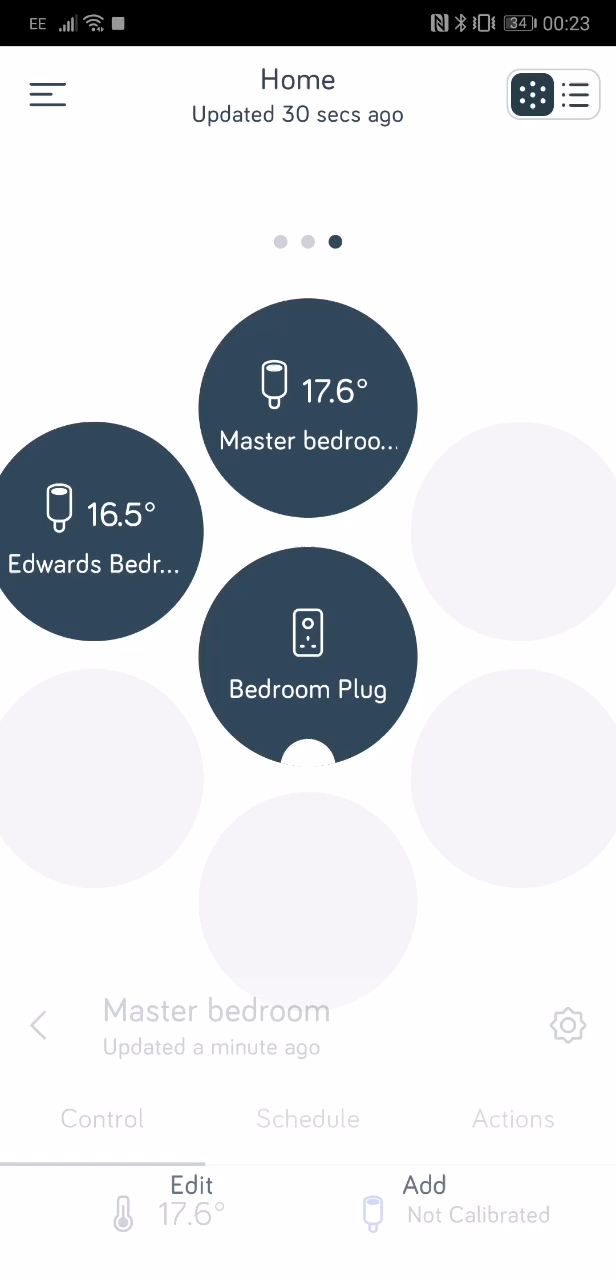 EE 34 00:23
Home
Updated 30 secs ago
17.6°
Master bedroo...
16.5°
Edwards Bedr...
Bedroom Plug
Master bedroom
Updated a minute ago
Control Schedule Actions
Edit Add
17.6° Not Calibrated